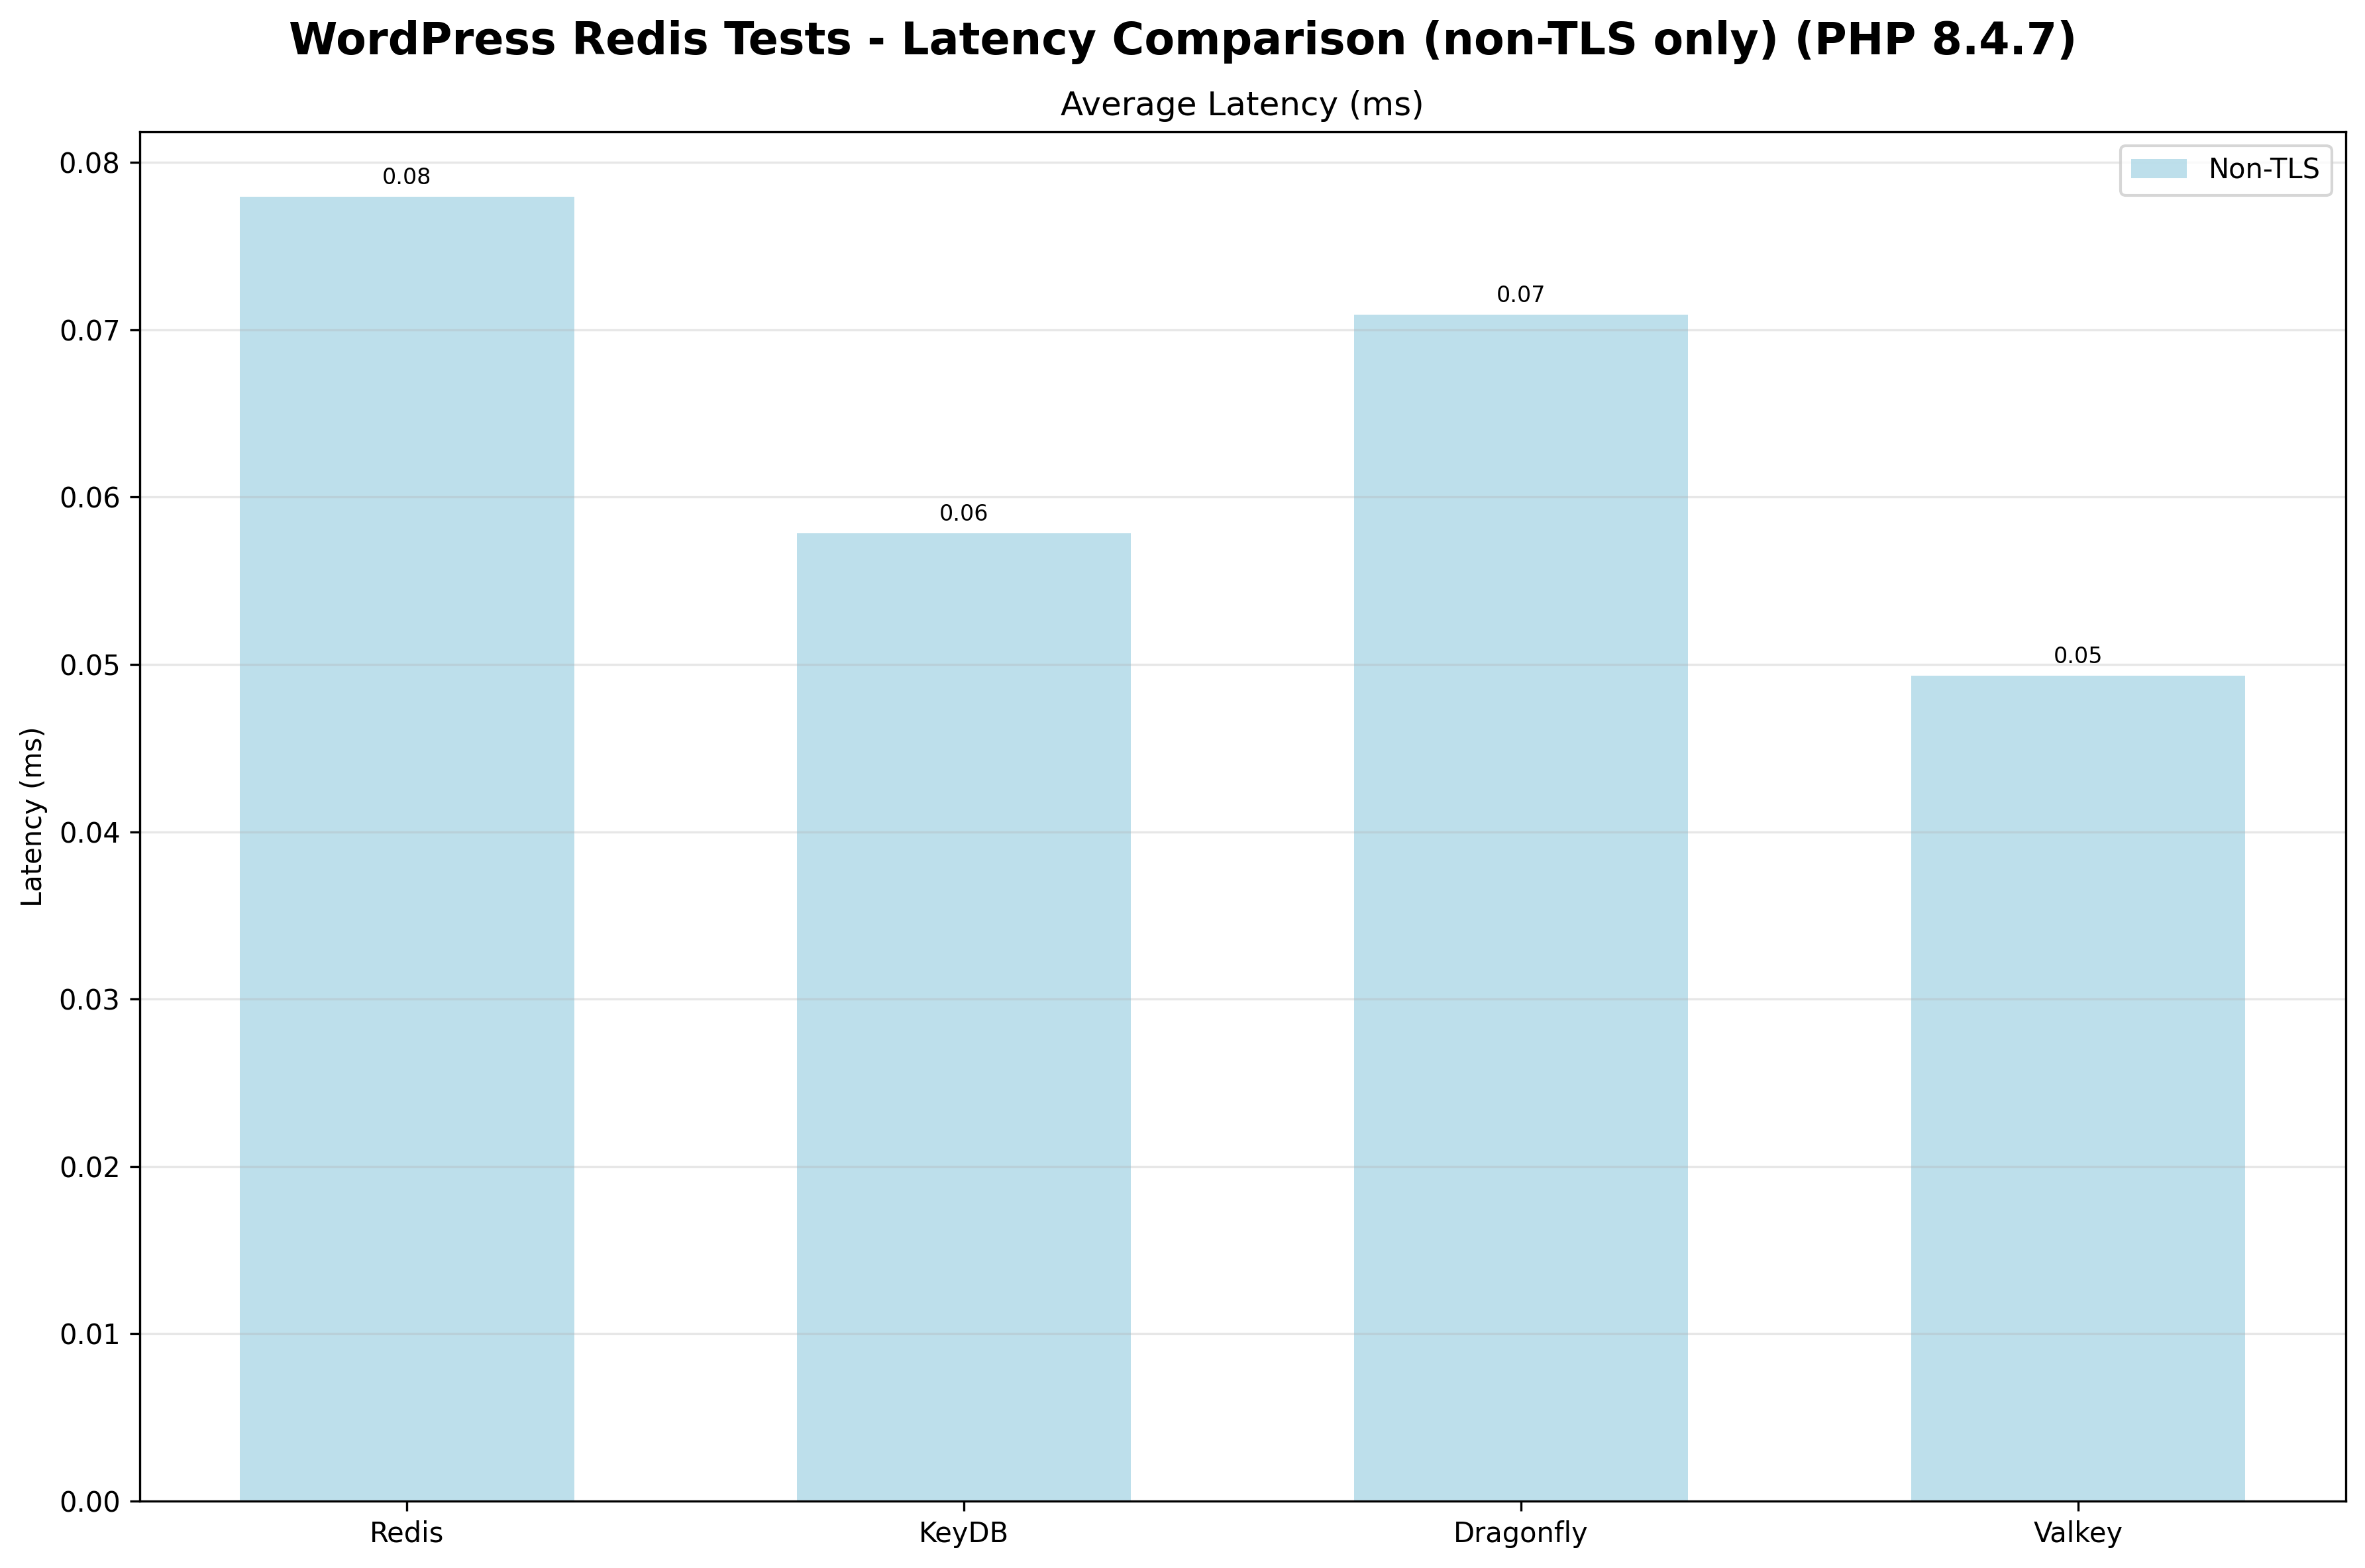 WordPress Redis Tests - Latency Comparison (non-TLS only) (PHP 8.4.7)
Average Latency (ms)
Non-TLS
Latency (ms)
0.08
0.07
0.06
0.05
0.04
0.03
0.02
0.01
0.00
0.08
0.06
0.07
0.05
Redis
KeyDB
Dragonfly
Valkey